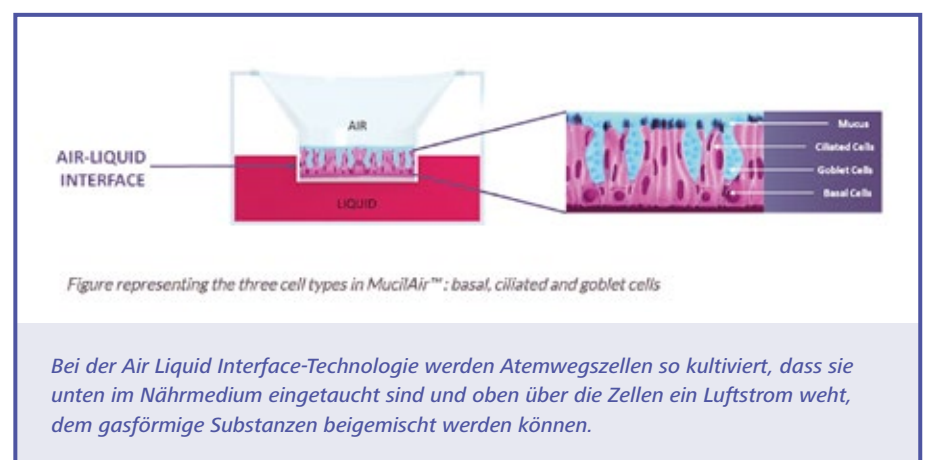 AIR
AIR-LIQUID
INTERFACE
LIQUID
Mucus
Ciliated Cells
Goblet Cells
Basal Cells
Figure representing the three cell types in MucilAir™: basal, ciliated and goblet cells
Bei der Air Liquid Interface-Technologie werden Atemwegszellen so kultiviert, dass sie
unten im Nährmedium eingetaucht sind und oben über die Zellen ein Luftstrom weht,
dem gasförmige Substanzen beigemischt werden können.